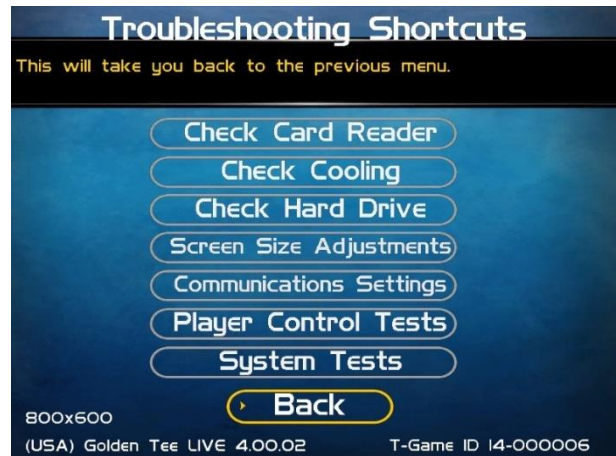 Troubleshooting Shortcuts
This will take you back to the previous menu.
Check Card Reader
Check Cooling
Check Hard Drive
Screen Size Adjustments
Communications Settings
Player Control Tests
System Tests
Back
800x600
(USA) Golden Tee LIVE 4.00.02 T-Game ID 14-000006